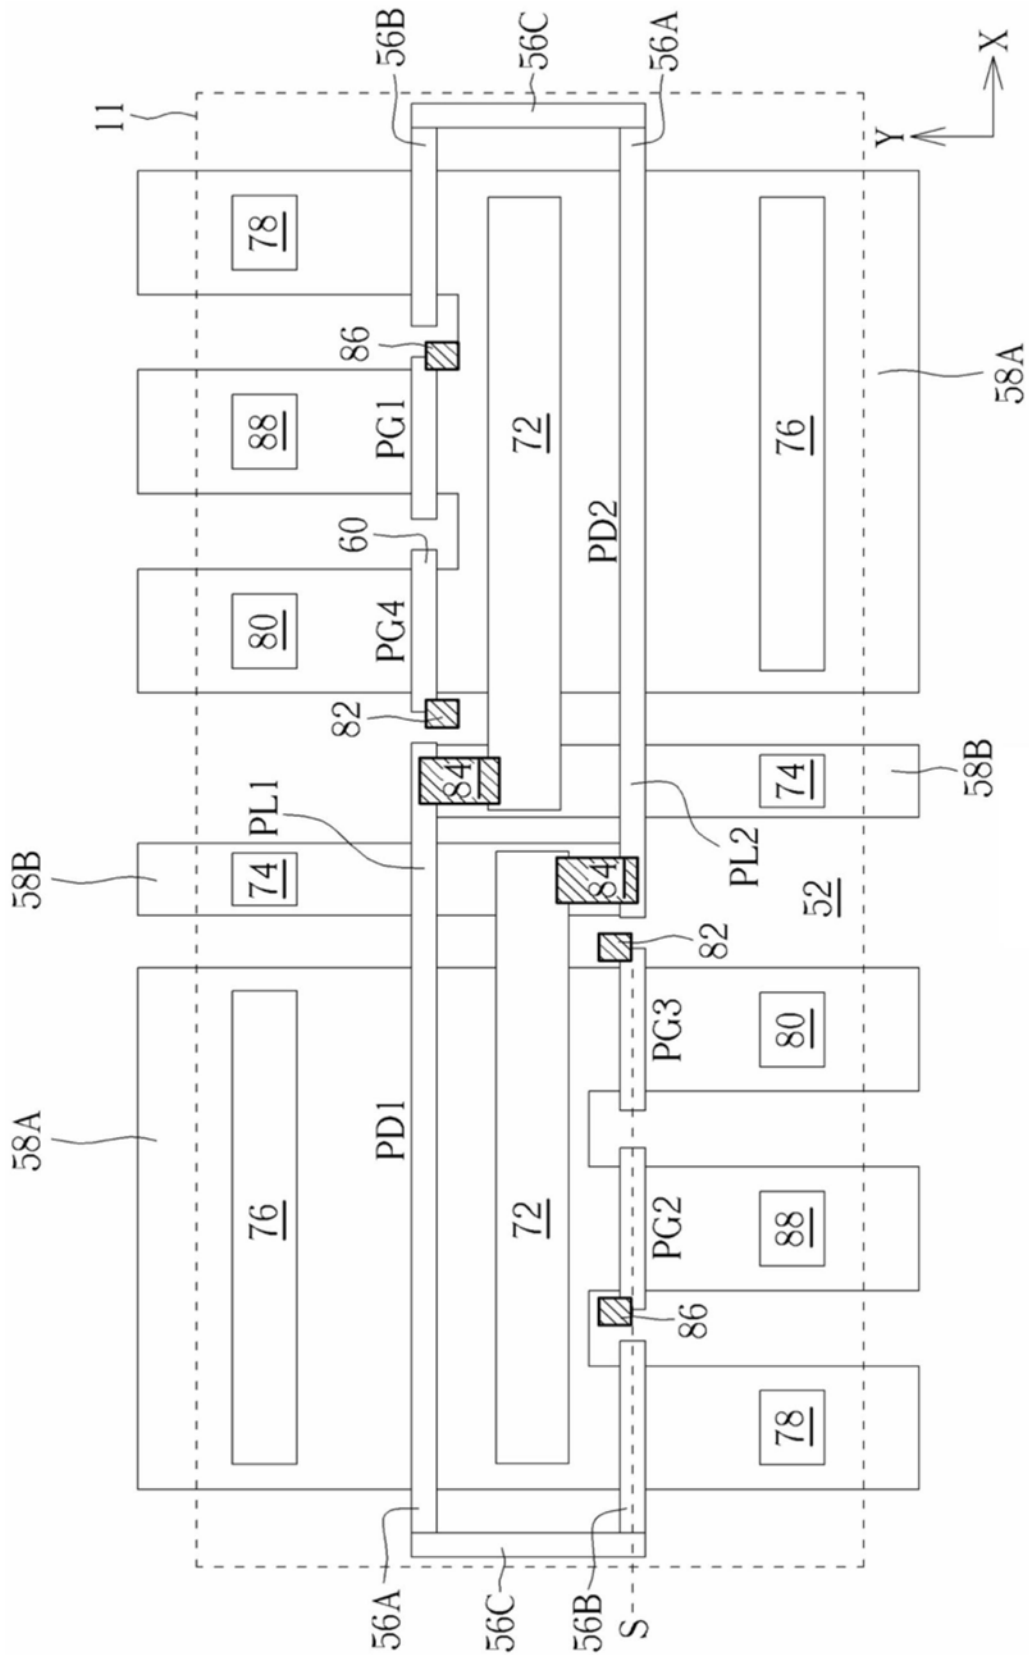 58A 58B
11
76 74 PL1 80 88 78
82 60 86
56A PD1 PG4 PG1 56B
84
56C 72 72 56C
56B 84 PD2
S
PG2 PG3 56A
86 82
PL2
78 88 80 74 76
52
Y
58B
X
58A